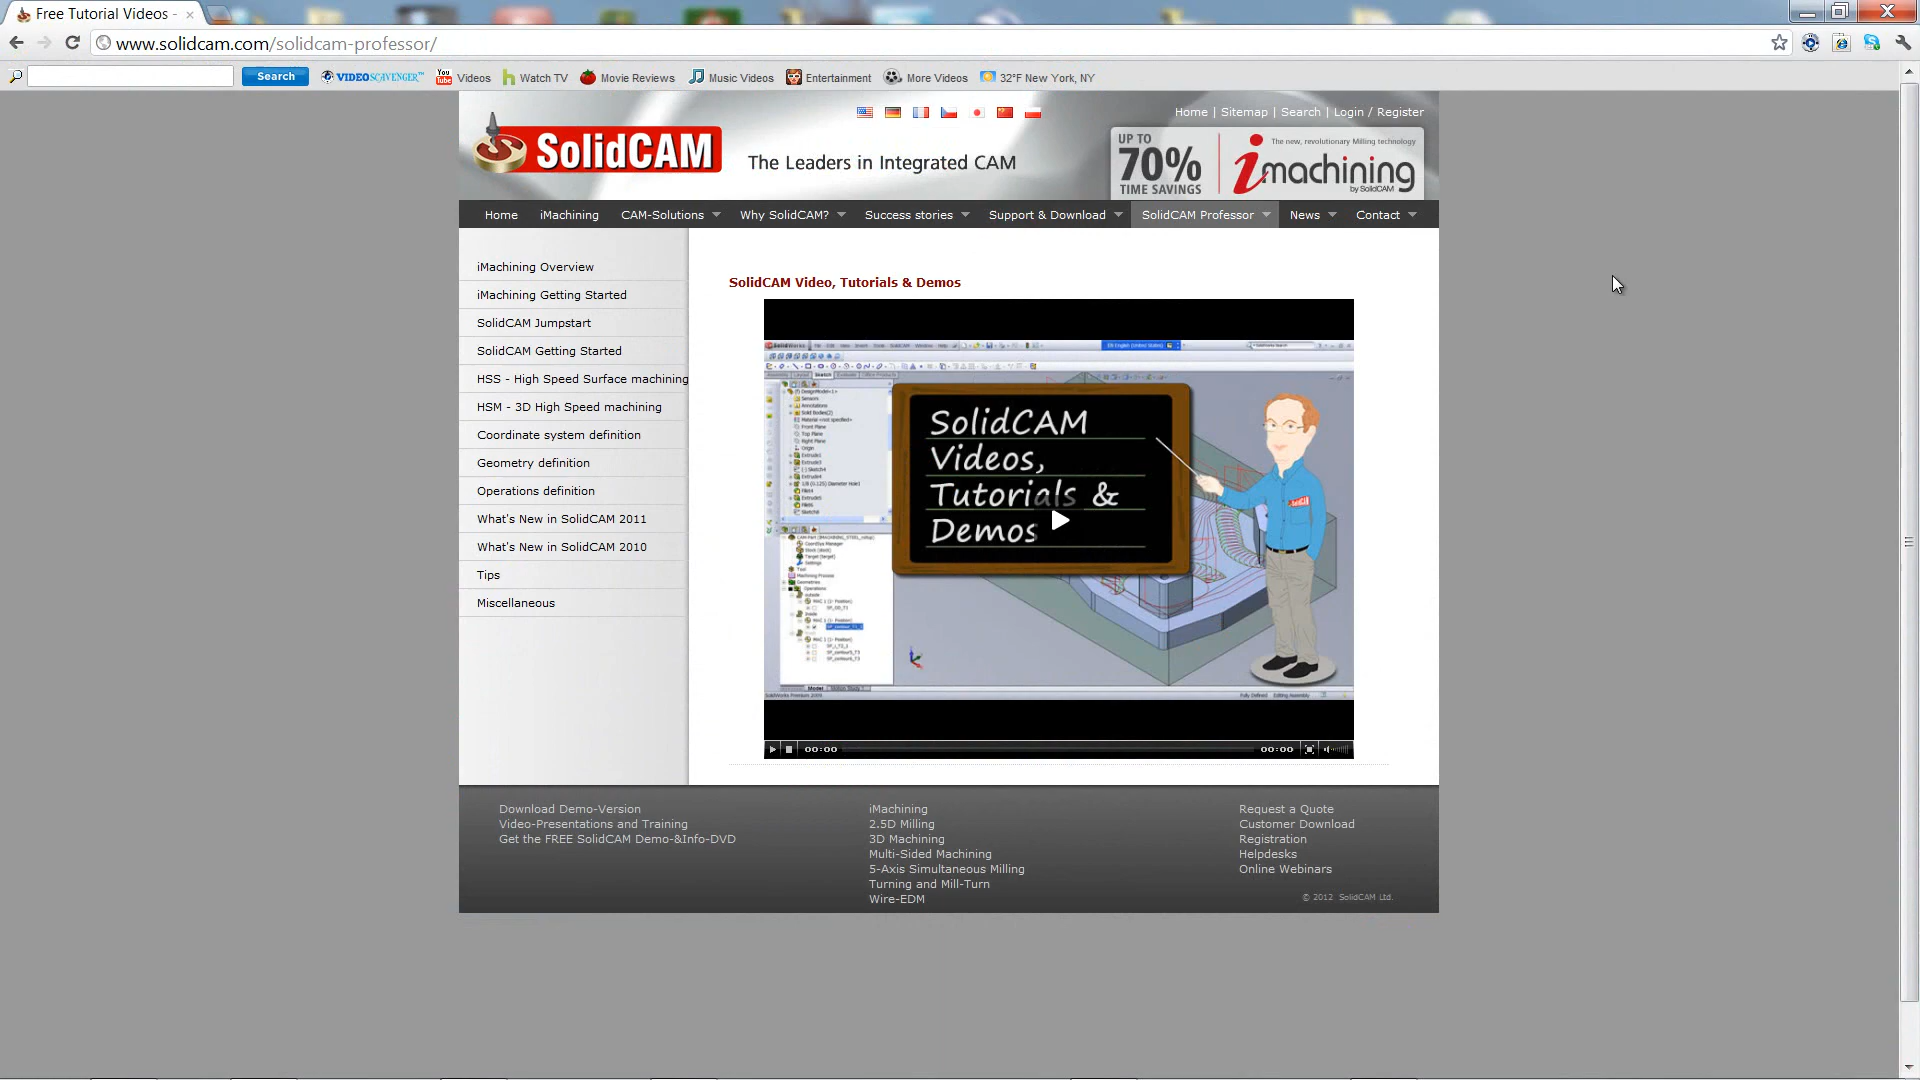 Free Tutorial Videos -
www.solidcam.com/solidcam-professor/
Search
VIDEOSCAVENGER™
You Tube Videos
h Watch TV
Movie Reviews
Music Videos
Entertainment
More Videos
32°F New York, NY
Home | Sitemap | Search | Login / Register
SolidCAM
The Leaders in Integrated CAM
UP TO
70%
TIME SAVINGS
The new, revolutionary Milling technology
imachining
by SolidCAM
Home
iMachining
CAM-Solutions
Why SolidCAM?
Success stories
Support & Download
SolidCAM Professor
News
Contact
iMachining Overview
iMachining Getting Started
SolidCAM Jumpstart
SolidCAM Getting Started
HSS - High Speed Surface machining
HSM - 3D High Speed machining
Coordinate system definition
Geometry definition
Operations definition
What's New in SolidCAM 2011
What's New in SolidCAM 2010
Tips
Miscellaneous
SolidCAM Video, Tutorials & Demos
SolidCAM
Videos,
Tutorials &
Demos
00:00
00:00
Download Demo-Version
Video-Presentations and Training
Get the FREE SolidCAM Demo-&Info-DVD
iMachining
2.5D Milling
3D Machining
Multi-Sided Machining
5-Axis Simultaneous Milling
Turning and Mill-Turn
Wire-EDM
Request a Quote
Customer Download
Registration
Helpdesks
Online Webinars
© 2012 SolidCAM Ltd.